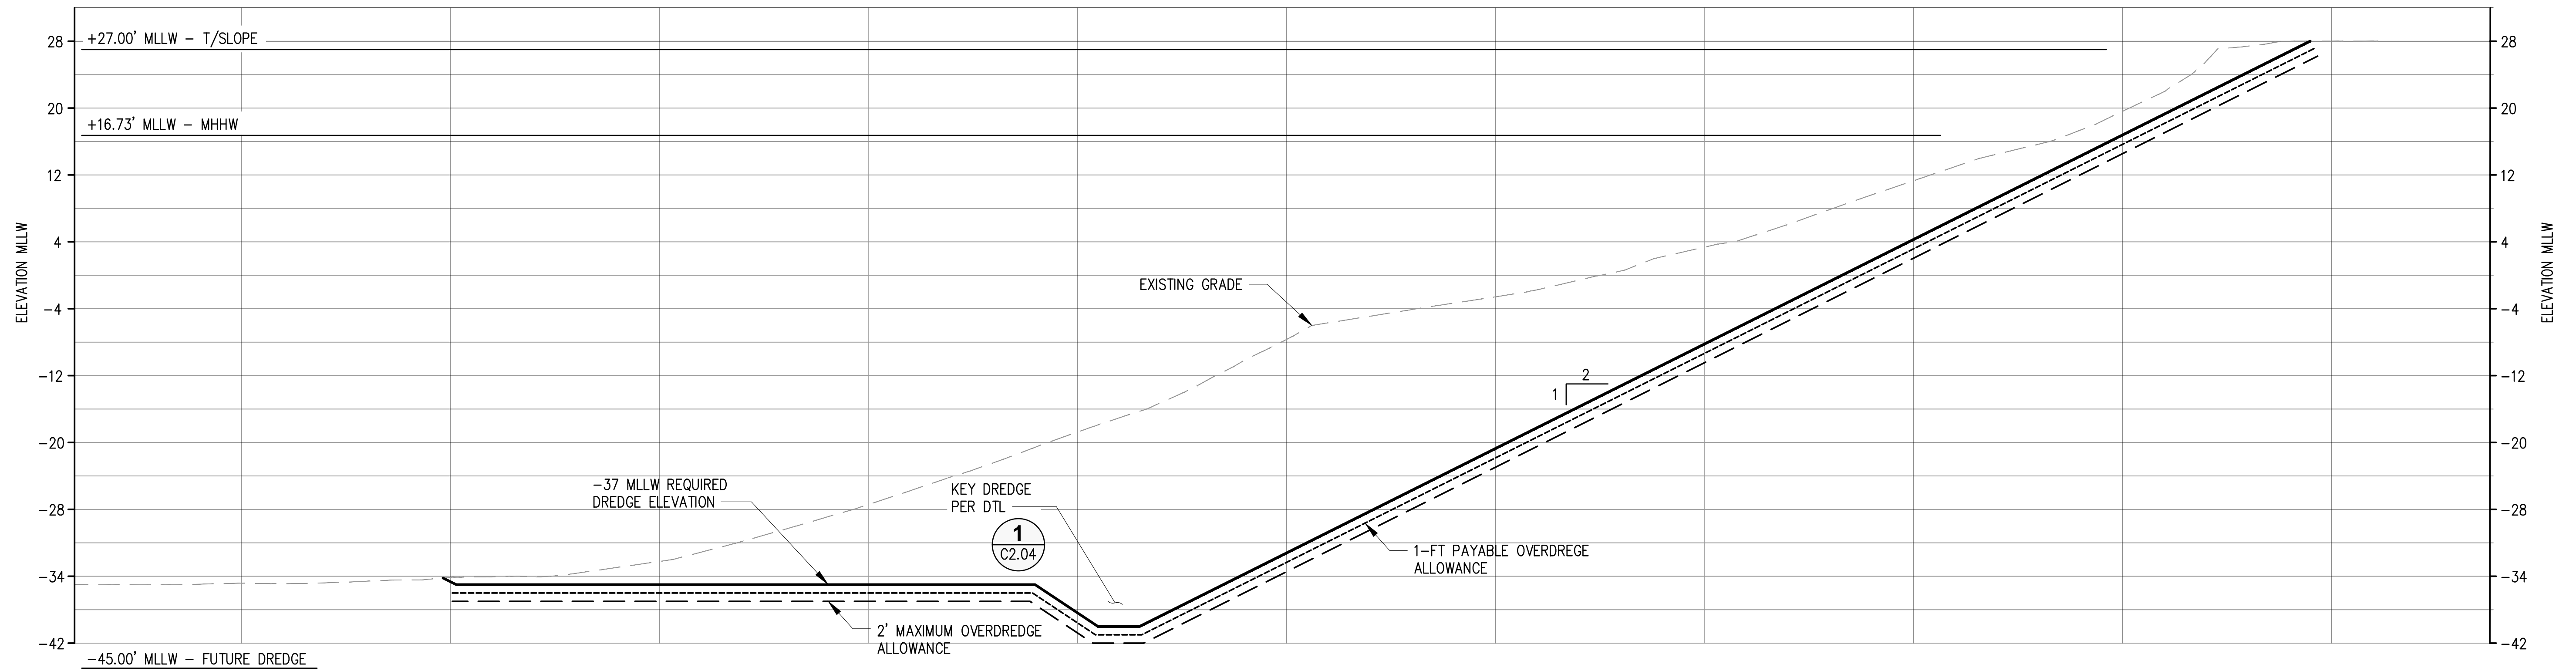 +27.00' MLLW - T/SLOPE
28
28
20
+16.73' MLLW - MHHW
20
12
12
ELEVATION MLLW
4
4
ELEVATION MLLW
EXISTING GRADE
-4
-4
-12
2
1
-12
-20
-20
-37 MLLW REQUIRED
DREDGE ELEVATION
KEY DREDGE
PER DTL
-28
-28
1
C2.04
1-FT PAYABLE OVERDREGE
ALLOWANCE
-34
-34
2' MAXIMUM OVERDREDGE
ALLOWANCE
-42
-42
-45.00' MLLW - FUTURE DREDGE